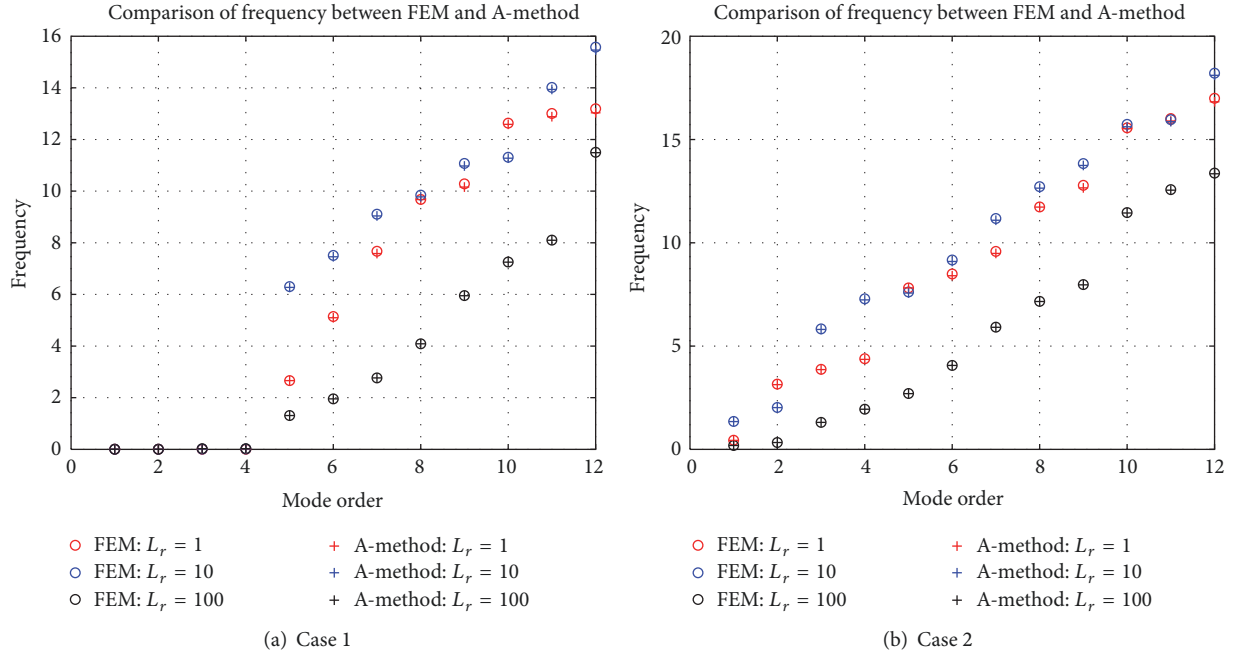 Comparison of frequency between FEM and A-method
16
14
12
10
8
6
4
2
0
Frequency
0 2 4 6 8 10 12
Mode order
FEM: L_r = 1
FEM: L_r = 10
FEM: L_r = 100
A-method: L_r = 1
A-method: L_r = 10
A-method: L_r = 100
(a) Case 1
Comparison of frequency between FEM and A-method
20
15
10
5
0
Frequency
0 2 4 6 8 10 12
Mode order
FEM: L_r = 1
FEM: L_r = 10
FEM: L_r = 100
A-method: L_r = 1
A-method: L_r = 10
A-method: L_r = 100
(b) Case 2